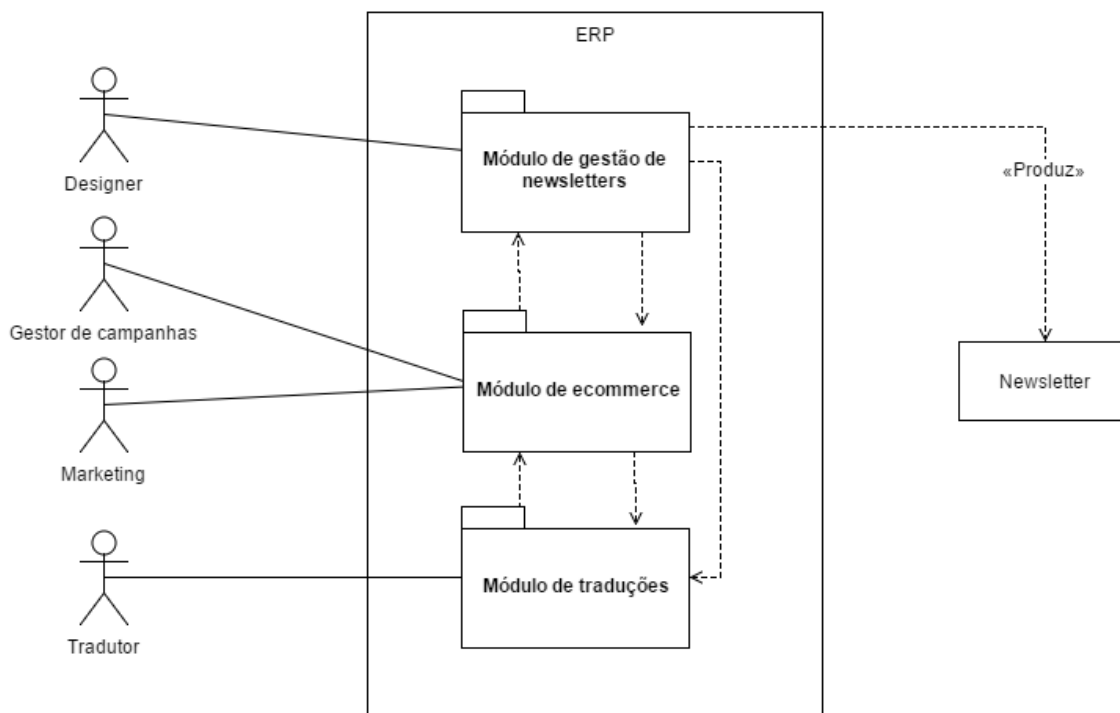 ERP
Designer
Módulo de gestão de
newsletters
«Produz»
Gestor de campanhas
Módulo de ecommerce
Newsletter
Marketing
Módulo de traduções
Tradutor